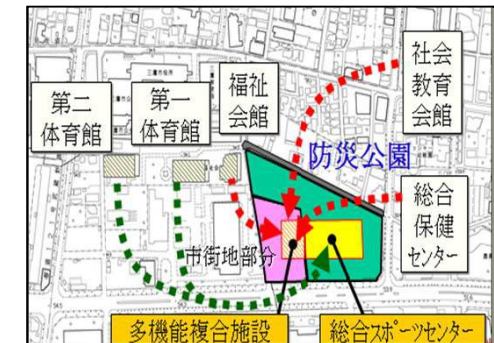 社会
教育
会館
福祉
会館
第一
体育館
第二
体育館
防災公園
総合
保健
センター
市街地部分
多機能複合施設
総合スポーツセンター